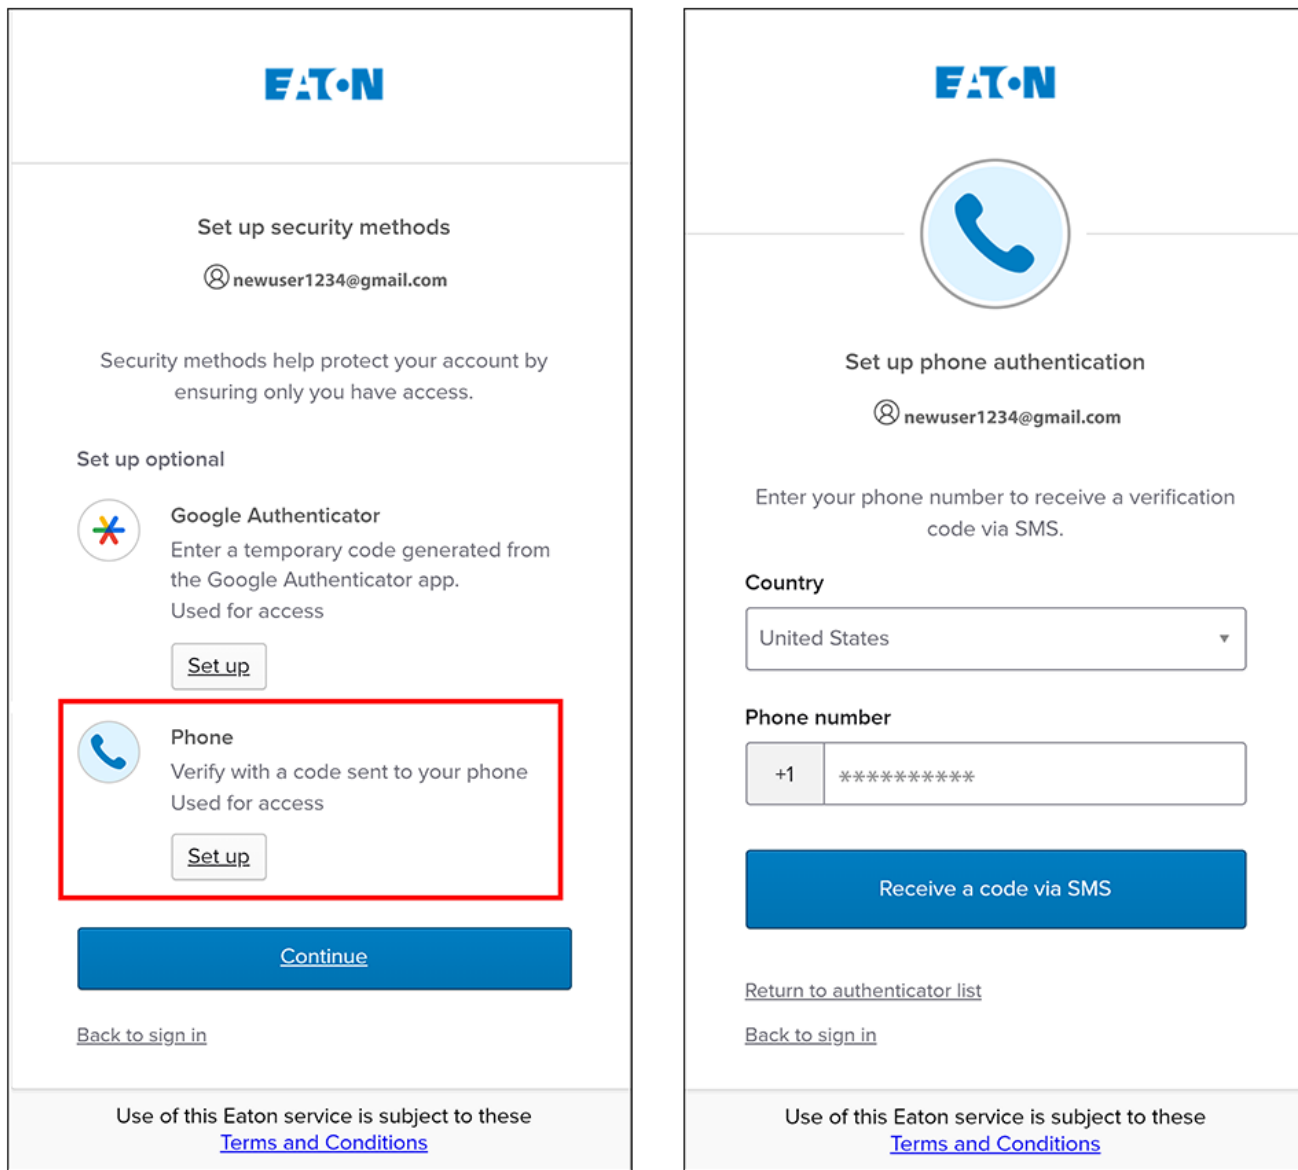 EATON
Set up security methods
newuser1234@gmail.com
Security methods help protect your account by
ensuring only you have access.
Set up optional
Google Authenticator
Enter a temporary code generated from
the Google Authenticator app.
Used for access
Set up
Phone
Verify with a code sent to your phone
Used for access
Set up
Continue
Back to sign in
Use of this Eaton service is subject to these
Terms and Conditions
EATON
Set up phone authentication
newuser1234@gmail.com
Enter your phone number to receive a verification
code via SMS.
Country
United States
Phone number
+1 **********
Receive a code via SMS
Return to authenticator list
Back to sign in
Use of this Eaton service is subject to these
Terms and Conditions